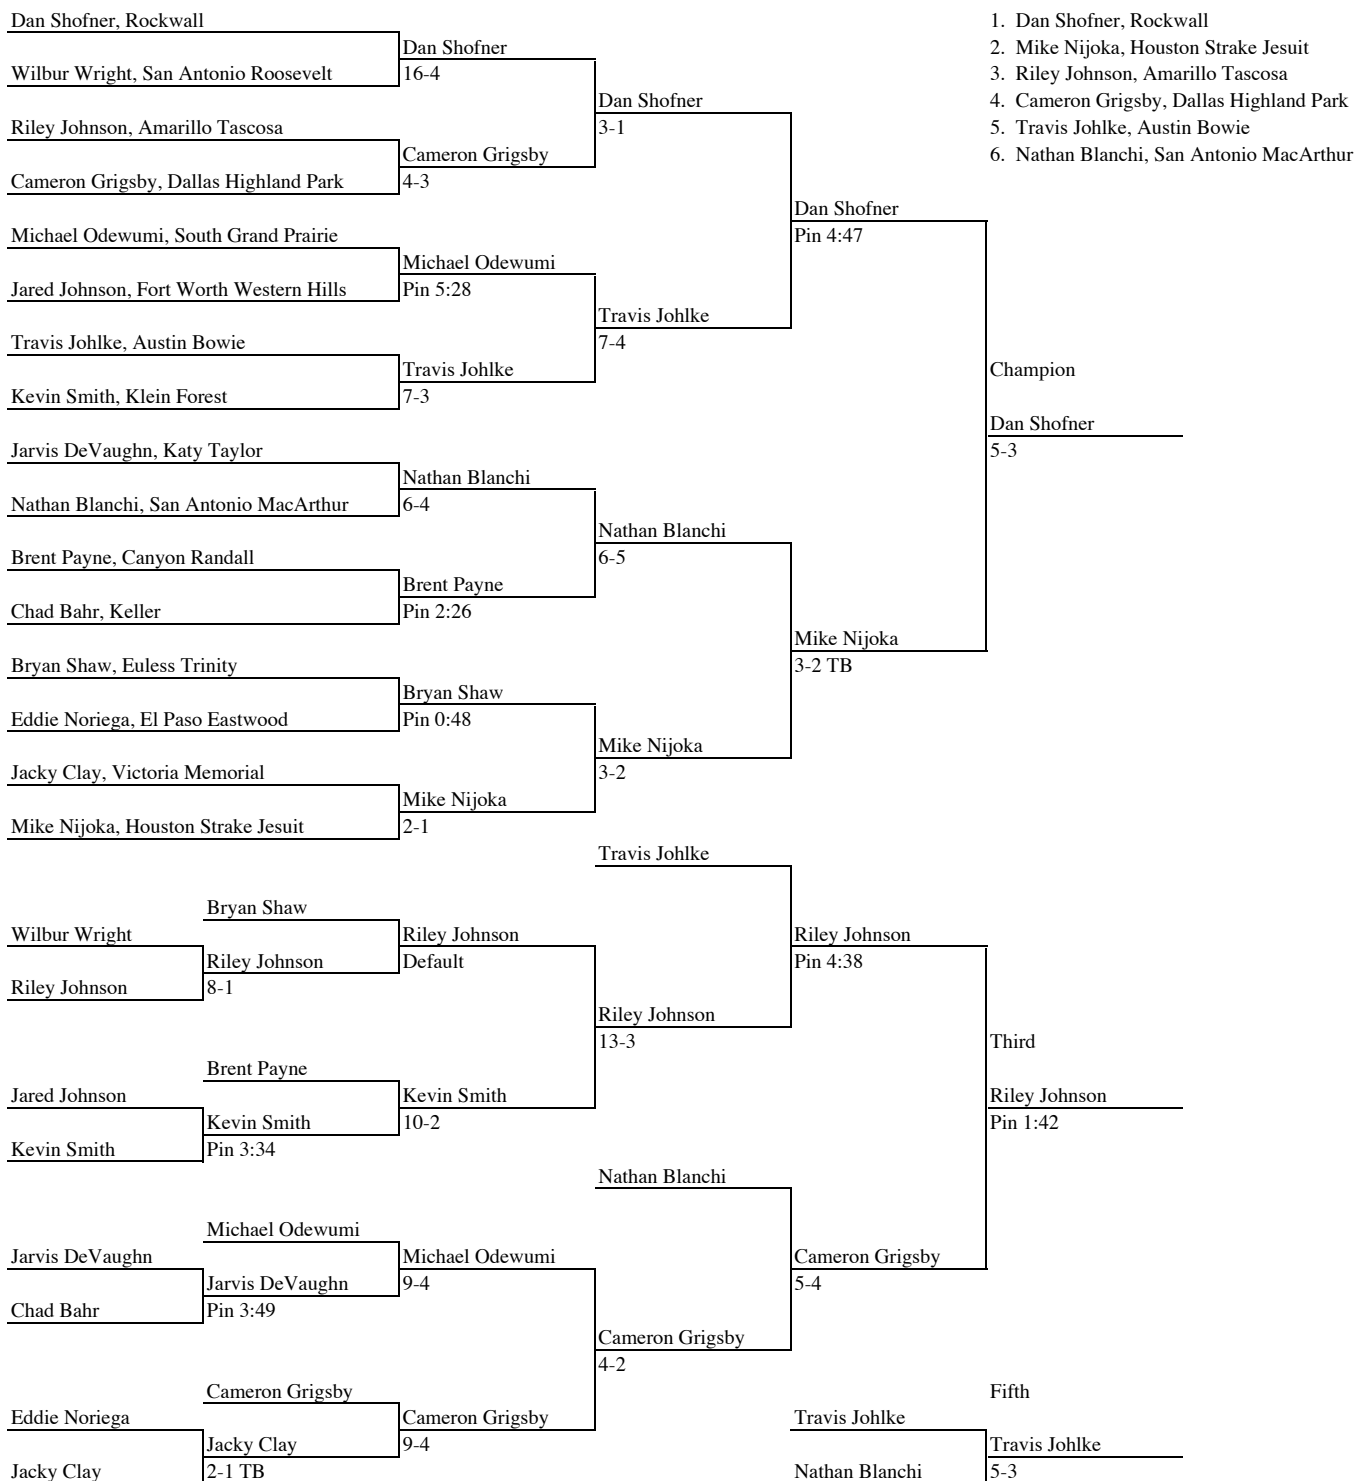 Dan Shofner, Rockwall
Wilbur Wright, San Antonio Roosevelt
Riley Johnson, Amarillo Tascosa
Cameron Grigsby, Dallas Highland Park
Michael Odewumi, South Grand Prairie
Jared Johnson, Fort Worth Western Hills
Travis Johlke, Austin Bowie
Kevin Smith, Klein Forest
Jarvis DeVaughn, Katy Taylor
Nathan Blanchi, San Antonio MacArthur
Brent Payne, Canyon Randall
Chad Bahr, Keller
Bryan Shaw, Euless Trinity
Eddie Noriega, El Paso Eastwood
Jacky Clay, Victoria Memorial
Mike Nijoka, Houston Strake Jesuit
Dan Shofner
16-4
Cameron Grigsby
4-3
Michael Odewumi
Pin 5:28
Travis Johlke
7-3
Nathan Blanchi
6-4
Brent Payne
Pin 2:26
Bryan Shaw
Pin 0:48
Mike Nijoka
2-1
Dan Shofner
3-1
Travis Johlke
7-4
Nathan Blanchi
6-5
Mike Nijoka
3-2
Dan Shofner
Pin 4:47
Mike Nijoka
3-2 TB
Champion
Dan Shofner
5-3
1. Dan Shofner, Rockwall
2. Mike Nijoka, Houston Strake Jesuit
3. Riley Johnson, Amarillo Tascosa
4. Cameron Grigsby, Dallas Highland Park
5. Travis Johlke, Austin Bowie
6. Nathan Blanchi, San Antonio MacArthur
Wilbur Wright
Riley Johnson
Jared Johnson
Kevin Smith
Jarvis DeVaughn
Chad Bahr
Eddie Noriega
Jacky Clay
Bryan Shaw
Riley Johnson
8-1
Brent Payne
Kevin Smith
Pin 3:34
Michael Odewumi
Jarvis DeVaughn
Pin 3:49
Cameron Grigsby
Jacky Clay
2-1 TB
Riley Johnson
Default
Kevin Smith
10-2
Michael Odewumi
9-4
Cameron Grigsby
9-4
Travis Johlke
Riley Johnson
13-3
Nathan Blanchi
Cameron Grigsby
4-2
Riley Johnson
Pin 4:38
Cameron Grigsby
5-4
Third
Riley Johnson
Pin 1:42
Fifth
Travis Johlke
Nathan Blanchi
Travis Johlke
5-3